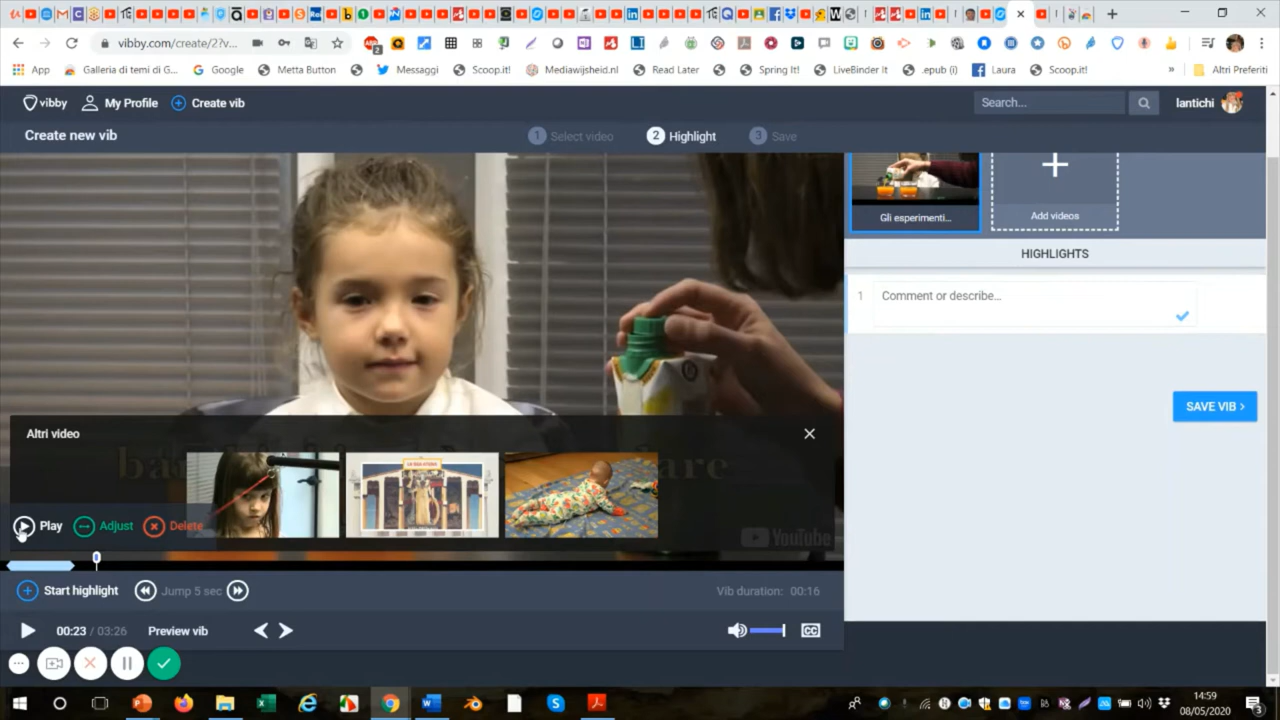 vibby.com/create/2?v...
App
Galleria di temi di G...
Google
Metta Button
Messaggi
Scoop.it!
Mediawijsheid.nl
Read Later
Spring It!
LiveBinder It
.epub (i)
Laura
Scoop.it!
»
Altri Preferiti
vibby
My Profile
Create vib
Search...
lantichi
Create new vib
1 Select video
2 Highlight
3 Save
Gli esperimenti...
Add videos
HIGHLIGHTS
1 Comment or describe...
SAVE VIB >
Altri video
Play
Adjust
Delete
YouTube
Start highlight
Jump 5 sec
Vib duration: 00:16
00:23 / 03:26
Preview vib
CC
14:59
08/05/2020